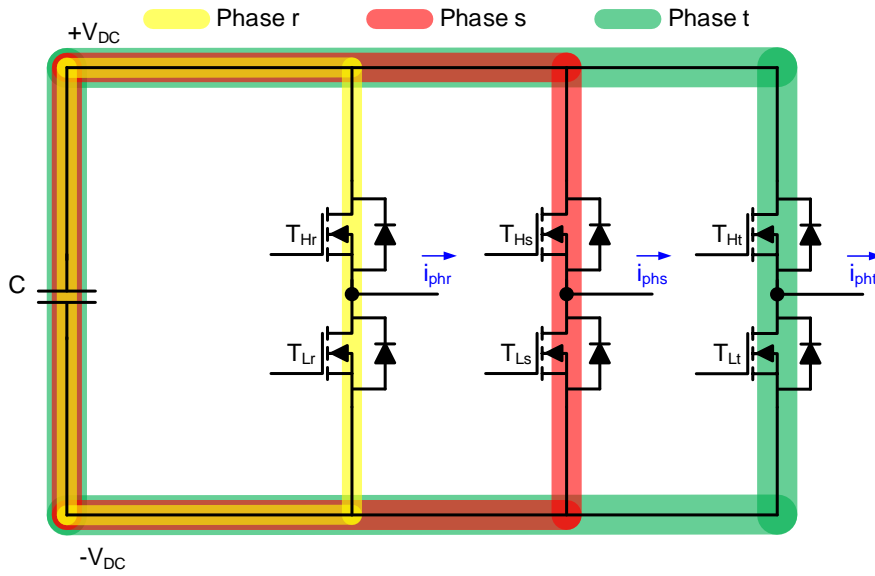 Phase r Phase s Phase t
+VDC
THr THs THt
iphr iphs ipht
C
TLr TLs TLt
-VDC